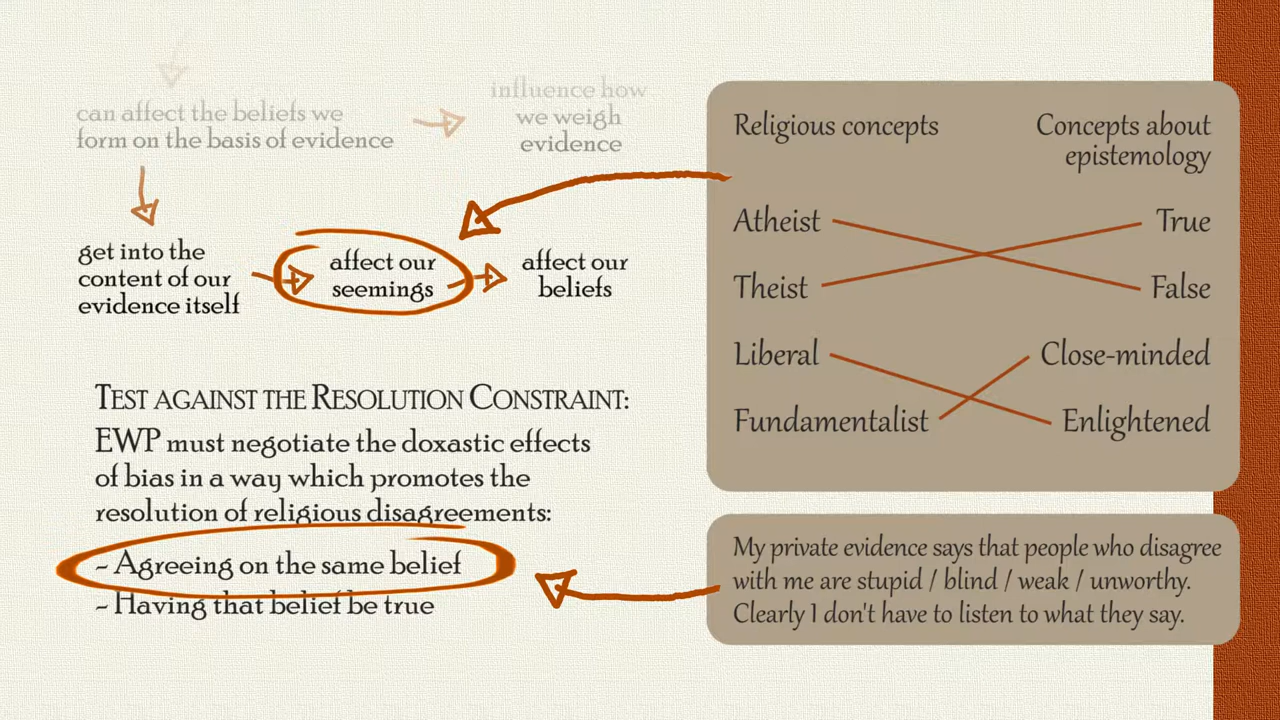 can affect the beliefs we
form on the basis of evidence
influence how
we weigh
evidence
get into the
content of our
evidence itself
affect our
seemings
affect our
beliefs
TEST AGAINST THE RESOLUTION CONSTRAINT:
EWP must negotiate the doxastic effects
of bias in a way which promotes the
resolution of religious disagreements:
~ Agreeing on the same belief
~ Having that belief be true
Religious concepts
Concepts about
epistemology
Atheist
True
Theist
False
Liberal
Close-minded
Fundamentalist
Enlightened
My private evidence says that people who disagree
with me are stupid / blind / weak / unworthy.
Clearly I don't have to listen to what they say.